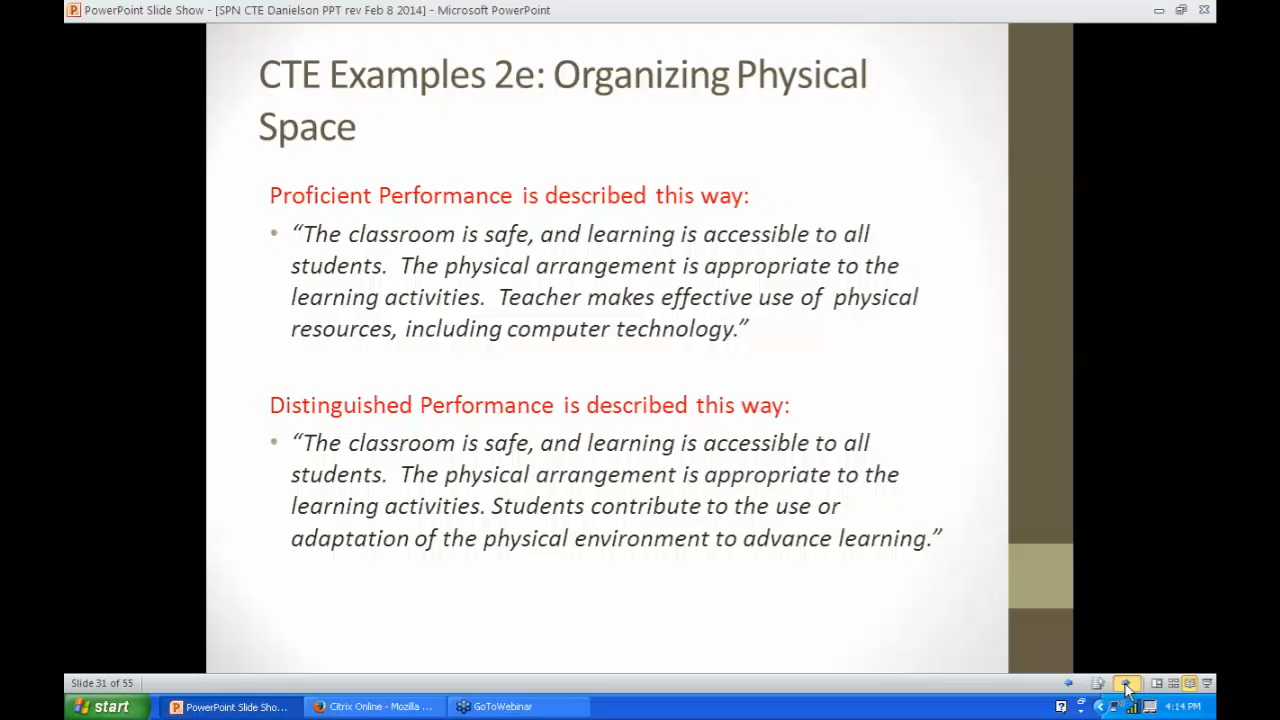 PowerPoint Slide Show - [SPN CTE Danielson PPT rev Feb 8 2014] - Microsoft PowerPoint
CTE Examples 2e: Organizing Physical
Space
Proficient Performance is described this way:
• “The classroom is safe, and learning is accessible to all
students. The physical arrangement is appropriate to the
learning activities. Teacher makes effective use of physical
resources, including computer technology.”
Distinguished Performance is described this way:
• “The classroom is safe, and learning is accessible to all
students. The physical arrangement is appropriate to the
learning activities. Students contribute to the use or
adaptation of the physical environment to advance learning.”
Slide 31 of 55
start
PowerPoint Slide Sho...
Citrix Online - Mozilla ...
GoToWebinar
4:14 PM